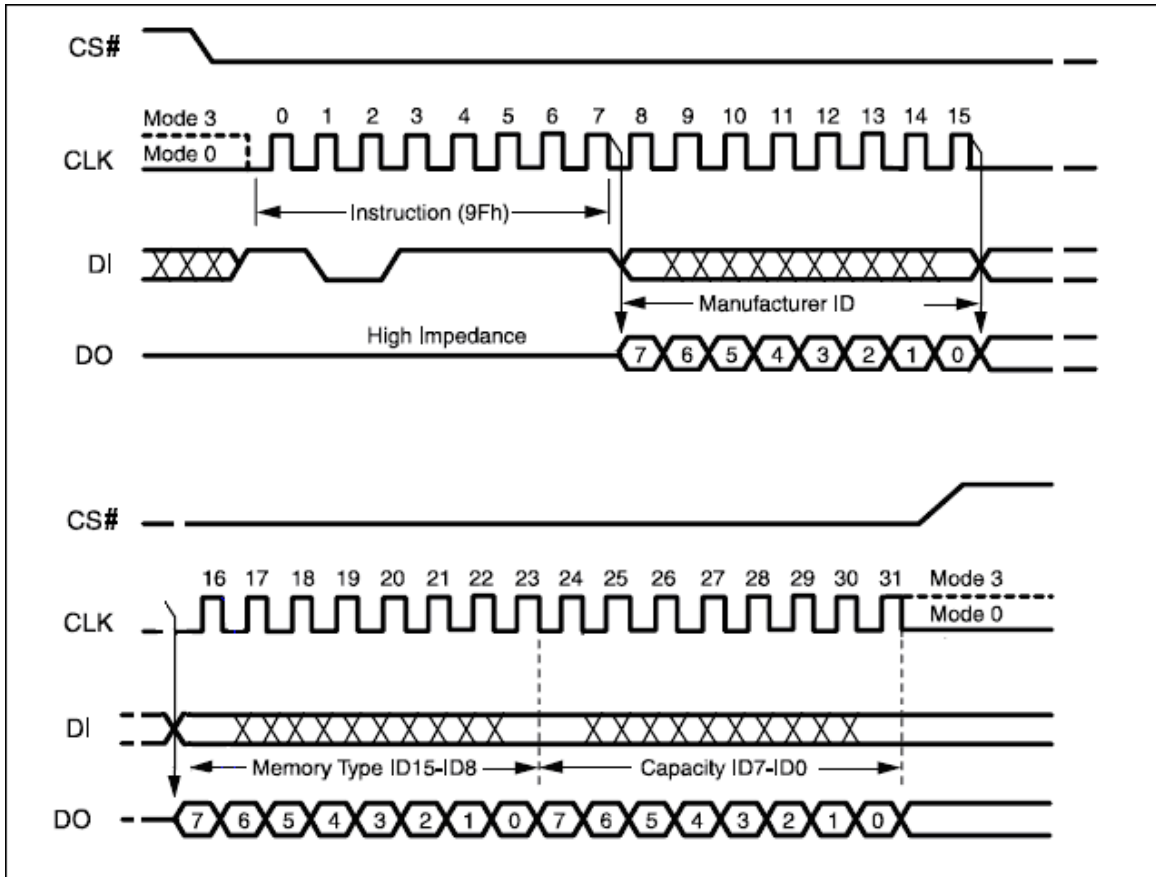 CS#
Mode 3
0 1 2 3 4 5 6 7 8 9 10 11 12 13 14 15
CLK
Mode 0
Instruction (9Fh)
DI
Manufacturer ID
High Impedance
DO
7 6 5 4 3 2 1 0
CS#
16 17 18 19 20 21 22 23 24 25 26 27 28 29 30 31
Mode 3
CLK
Mode 0
DI
Memory Type ID15-ID8
Capacity ID7-ID0
DO
7 6 5 4 3 2 1 0 7 6 5 4 3 2 1 0